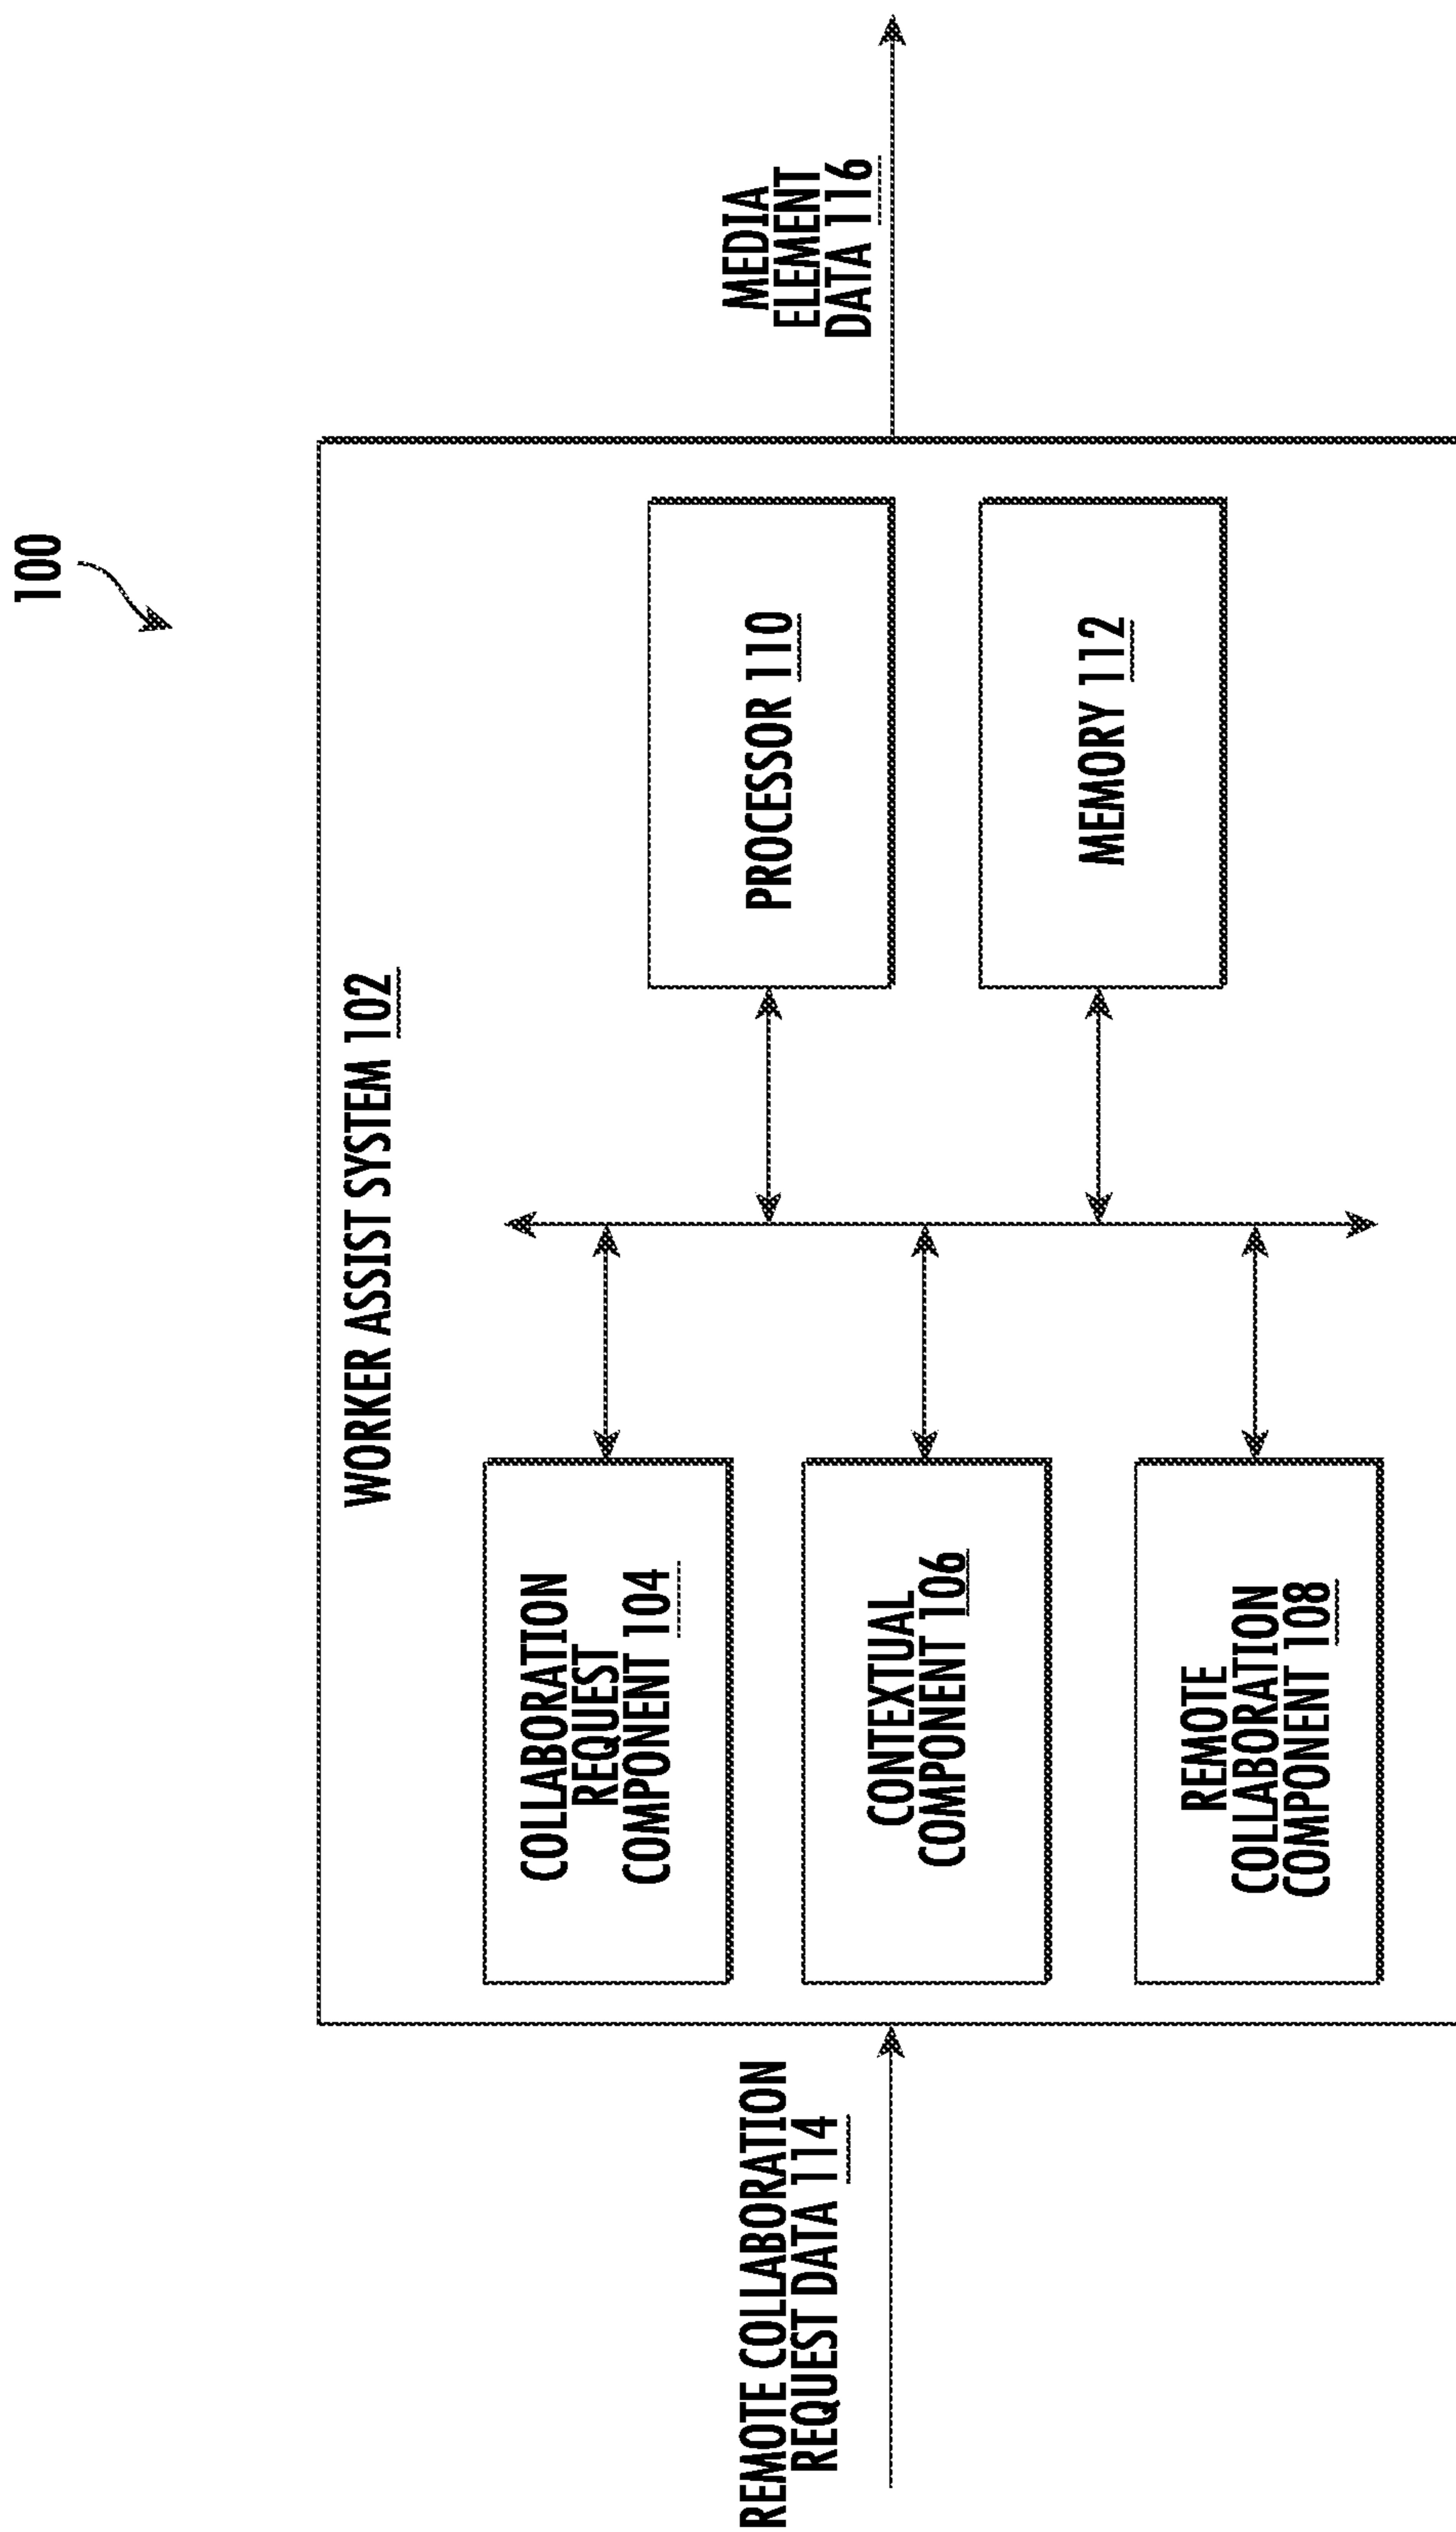 100
WORKER ASSIST SYSTEM 102
REMOTE COLLABORATION
REQUEST DATA 114
COLLABORATION
REQUEST
COMPONENT 104
CONTEXTUAL
COMPONENT 106
REMOTE
COLLABORATION
COMPONENT 108
PROCESSOR 110
MEMORY 112
MEDIA
ELEMENT
DATA 116